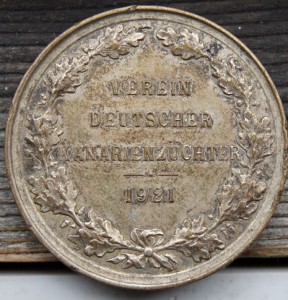 VEREIN
DEUTSCHER
KANARIENZÜCHTER
1921